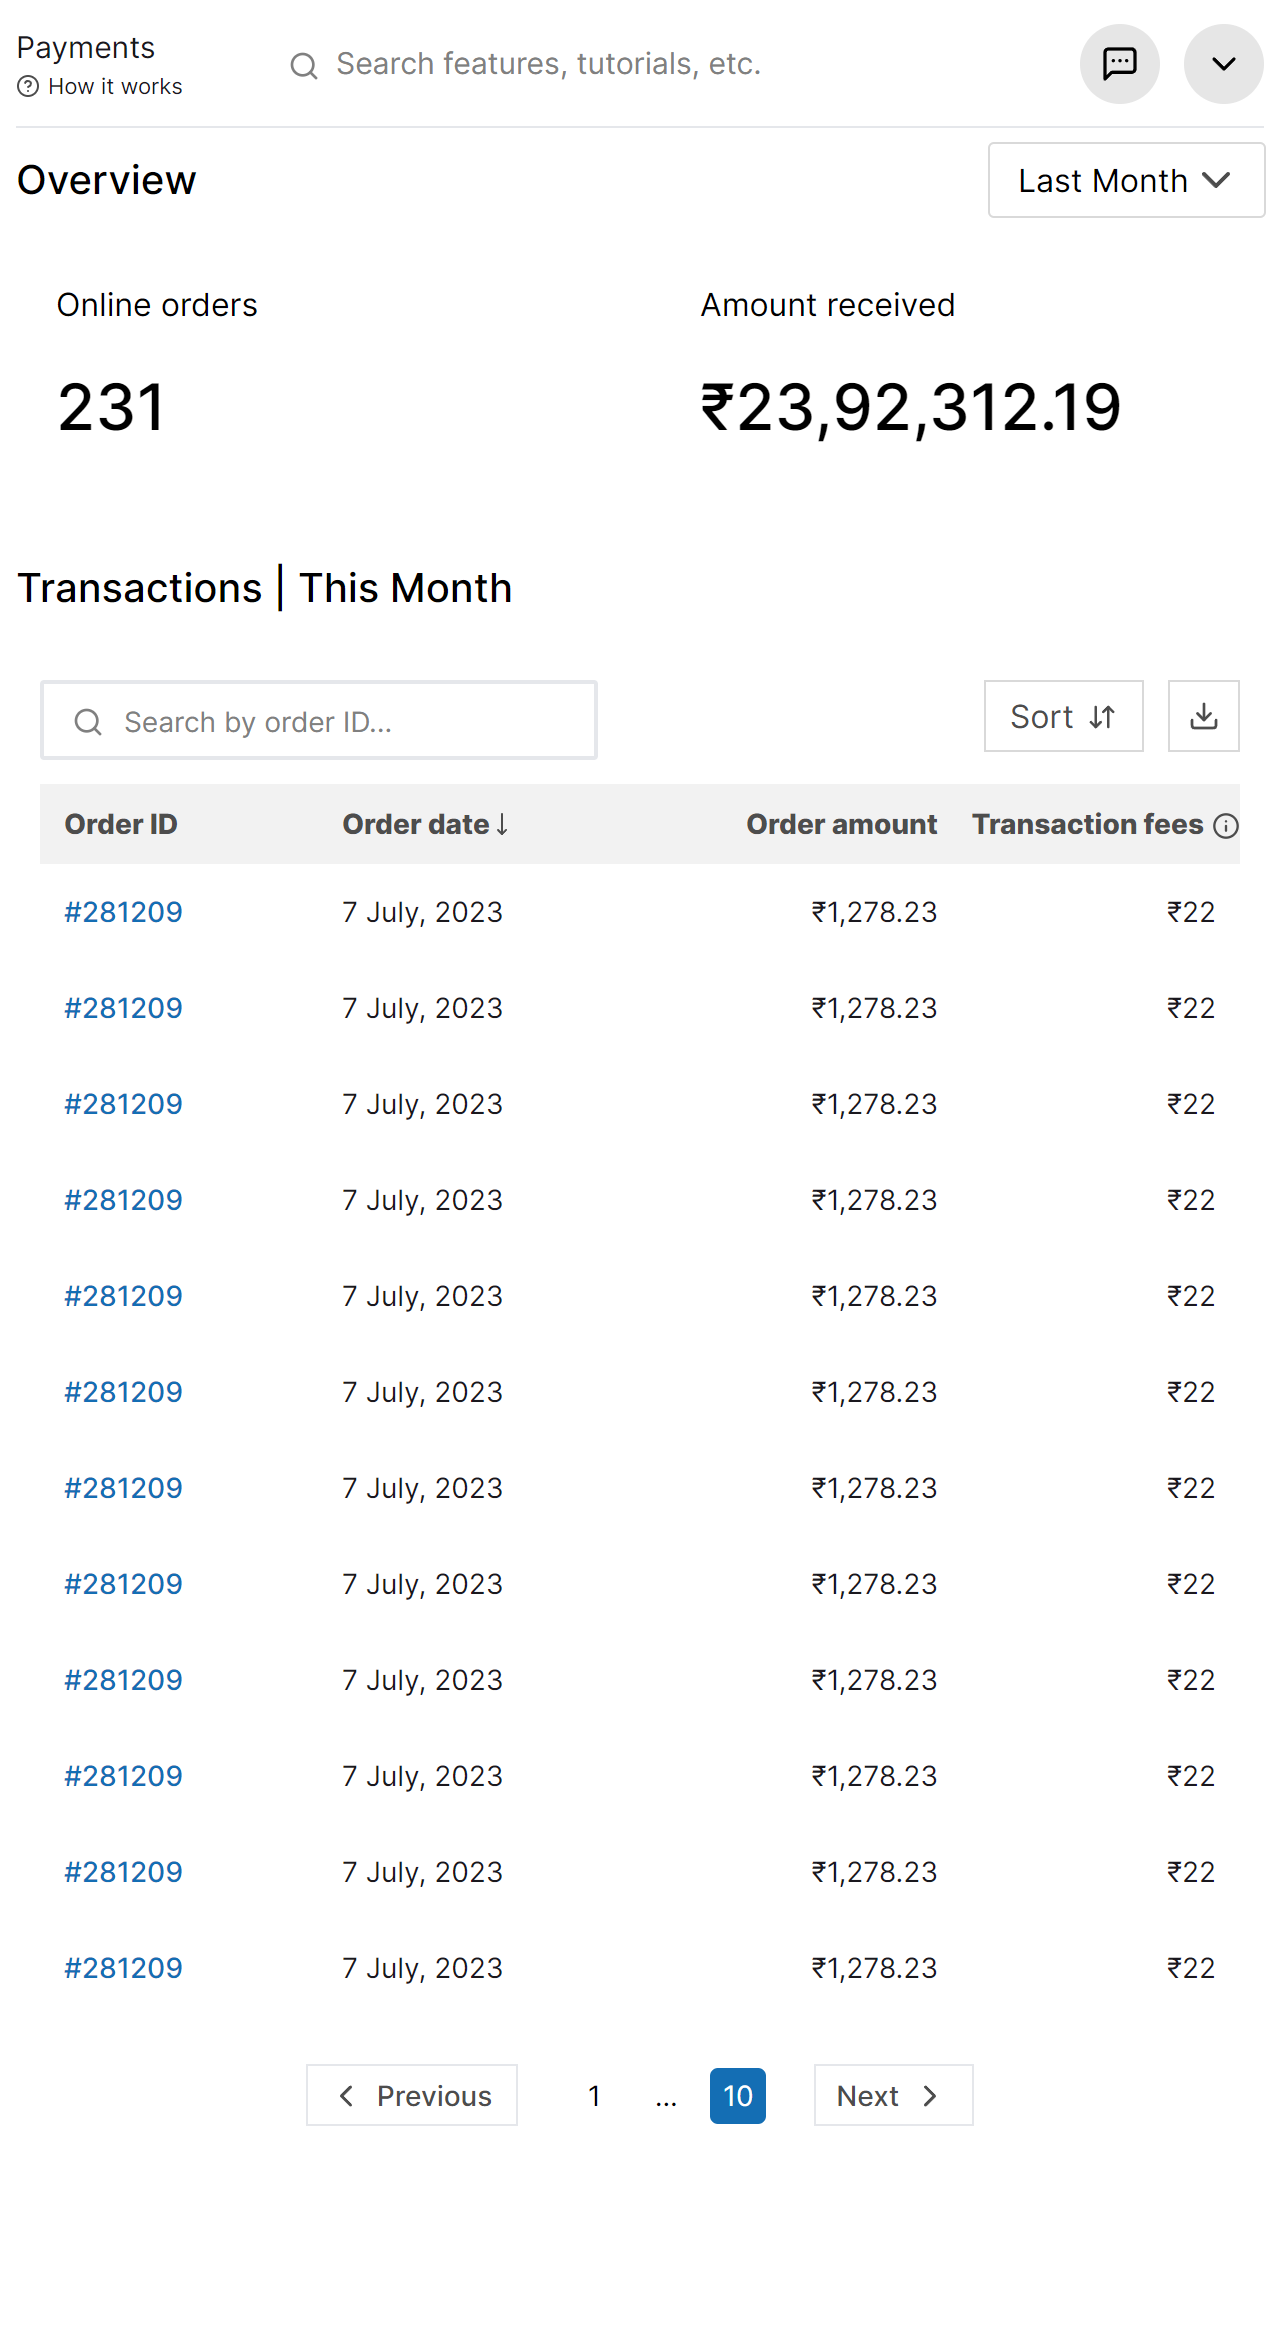 Payments
How it works
Search features, tutorials, etc.
Overview
Last Month
Online orders
Amount received
231
₹23,92,312.19
Transactions | This Month
Search by order ID...
Sort
Order ID Order date Order amount Transaction fees
#281209 7 July, 2023 ₹1,278.23 ₹22
#281209 7 July, 2023 ₹1,278.23 ₹22
#281209 7 July, 2023 ₹1,278.23 ₹22
#281209 7 July, 2023 ₹1,278.23 ₹22
#281209 7 July, 2023 ₹1,278.23 ₹22
#281209 7 July, 2023 ₹1,278.23 ₹22
#281209 7 July, 2023 ₹1,278.23 ₹22
#281209 7 July, 2023 ₹1,278.23 ₹22
#281209 7 July, 2023 ₹1,278.23 ₹22
#281209 7 July, 2023 ₹1,278.23 ₹22
#281209 7 July, 2023 ₹1,278.23 ₹22
#281209 7 July, 2023 ₹1,278.23 ₹22
Previous 1 ... 10 Next